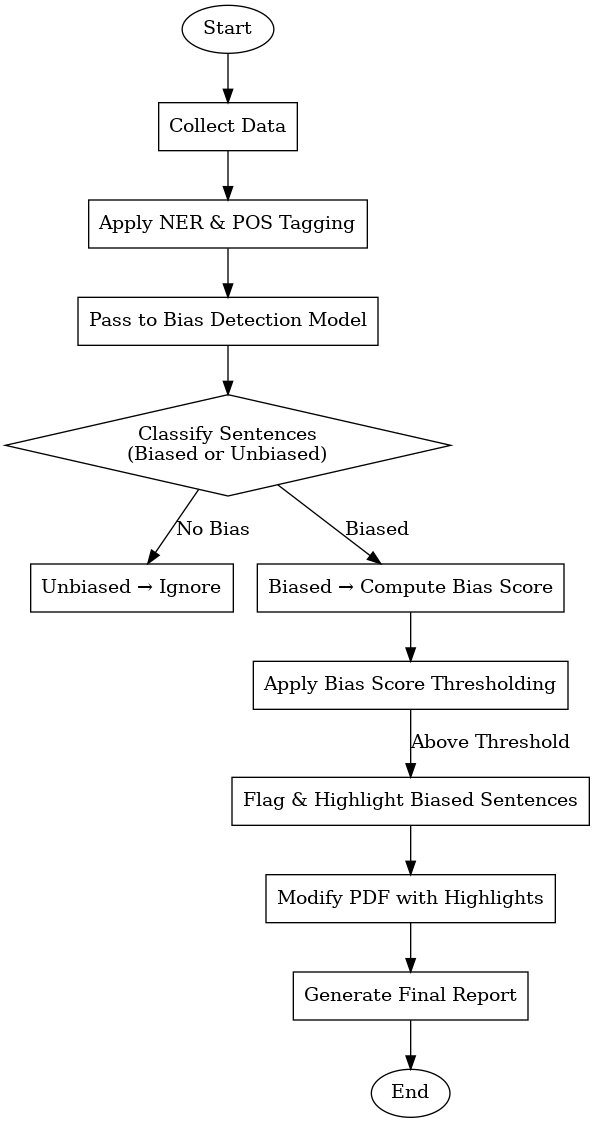 Start
Collect Data
Apply NER & POS Tagging
Pass to Bias Detection Model
Classify Sentences
(Biased or Unbiased)
No Bias
Biased
Unbiased → Ignore
Biased → Compute Bias Score
Apply Bias Score Thresholding
Above Threshold
Flag & Highlight Biased Sentences
Modify PDF with Highlights
Generate Final Report
End